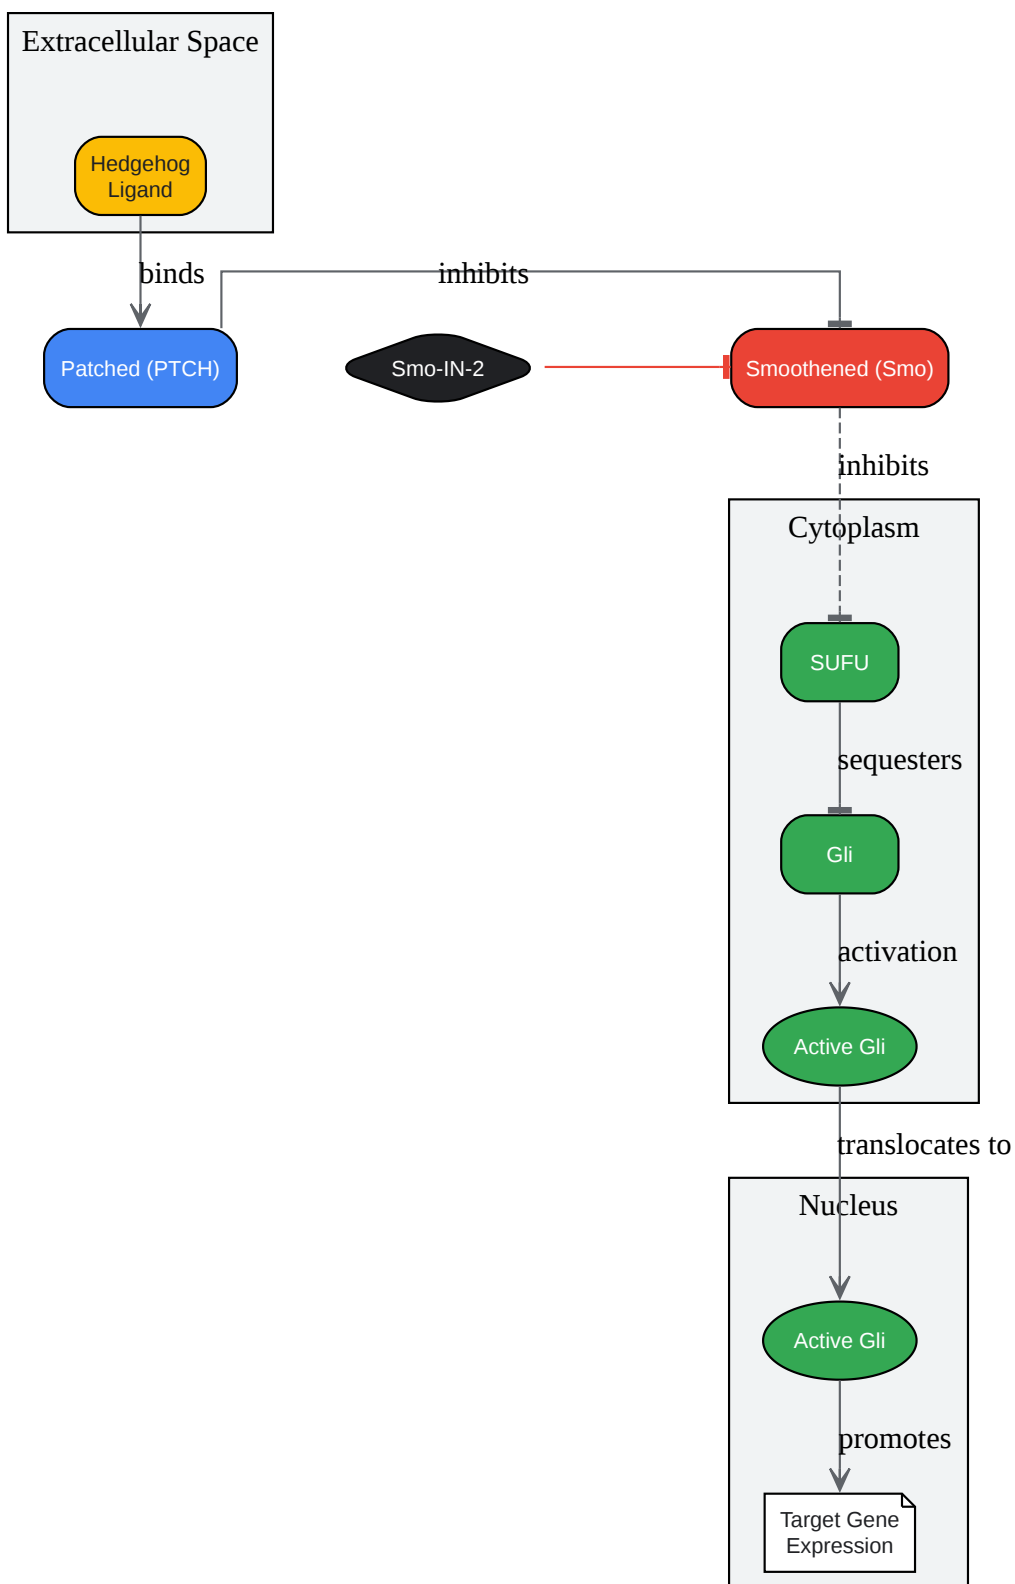 Extracellular Space
Hedgehog
Ligand
binds
inhibits
Patched (PTCH)
Smo-IN-2
Smoothened (Smo)
inhibits
Cytoplasm
SUFU
sequesters
Gli
activation
Active Gli
translocates to
Nucleus
Active Gli
promotes
Target Gene
Expression